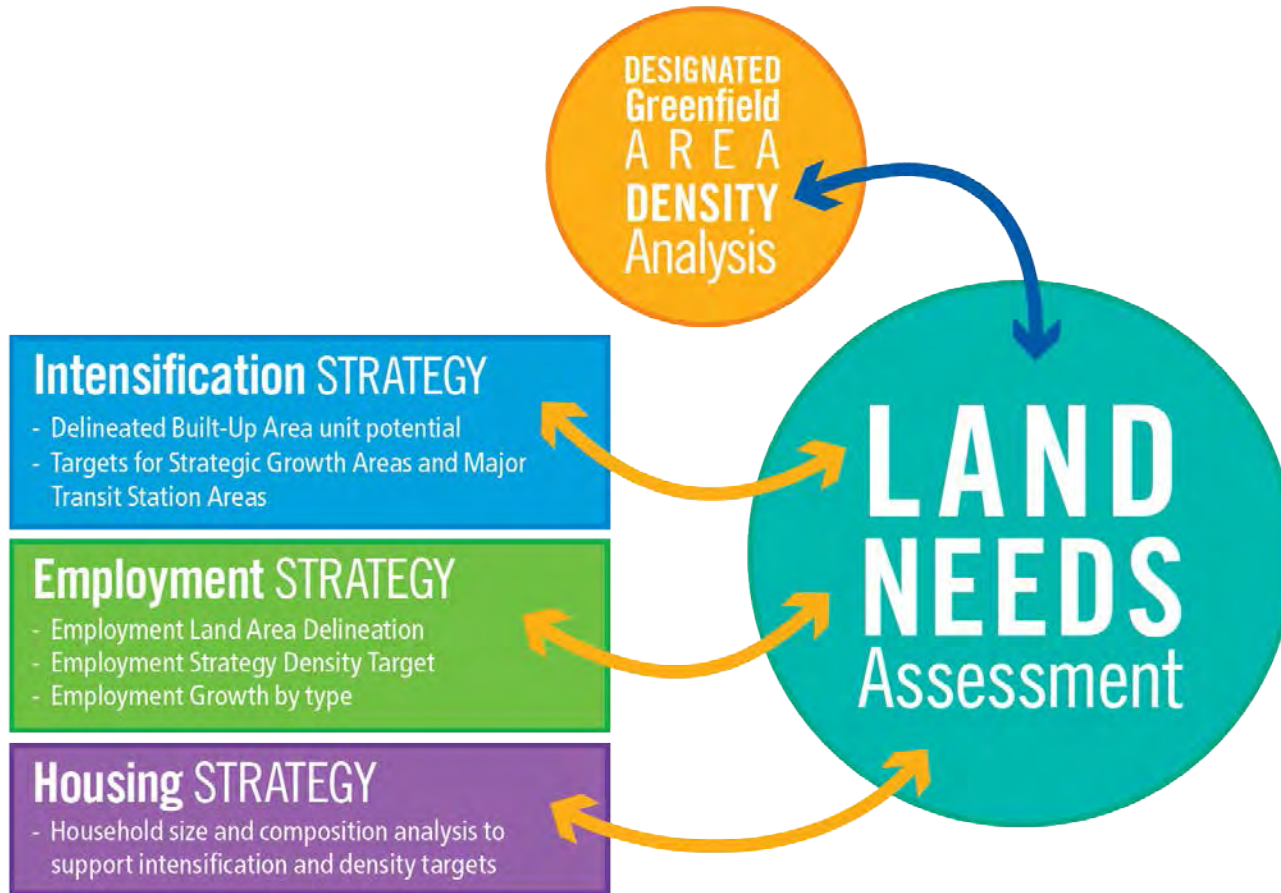 DESIGNATED
Greenfield
AREA
DENSITY
Analysis
Intensification STRATEGY
- Delineated Built-Up Area unit potential
- Targets for Strategic Growth Areas and Major
Transit Station Areas
Employment STRATEGY
- Employment Land Area Delineation
- Employment Strategy Density Target
- Employment Growth by type
Housing STRATEGY
- Household size and composition analysis to
support intensification and density targets
LAND
NEEDS
Assessment